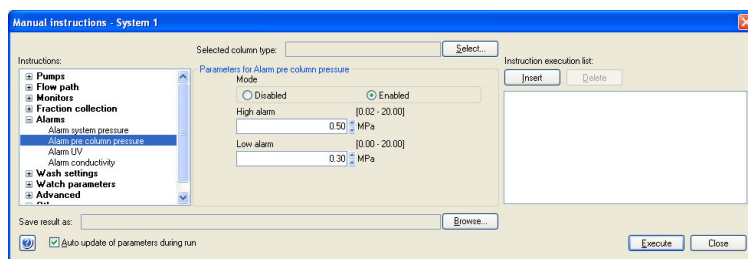 Manual instructions - System 1
Selected column type:
Select...
Instructions:
Pumps
Flow path
Monitors
Fraction collection
Alarms
Alarm system pressure
Alarm pre column pressure
Alarm UV
Alarm conductivity
Wash settings
Watch parameters
Advanced
Parameters for Alarm pre column pressure
Mode
Disabled Enabled
High alarm [0.02 - 20.00]
0.50 MPa
Low alarm [0.00 - 20.00]
0.30 MPa
Instruction execution list:
Insert Delete
Save result as: Browse...
Auto update of parameters during run
Execute Close